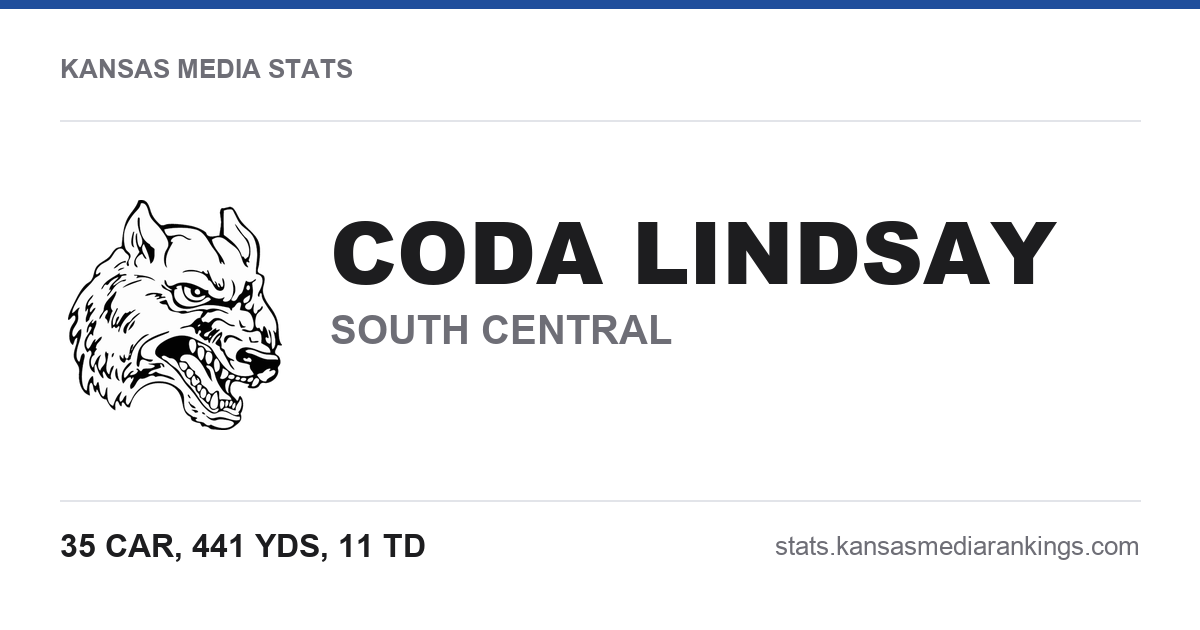 KANSAS MEDIA STATS
CODA LINDSAY
SOUTH CENTRAL
35 CAR, 441 YDS, 11 TD
stats.kansasmediarankings.com